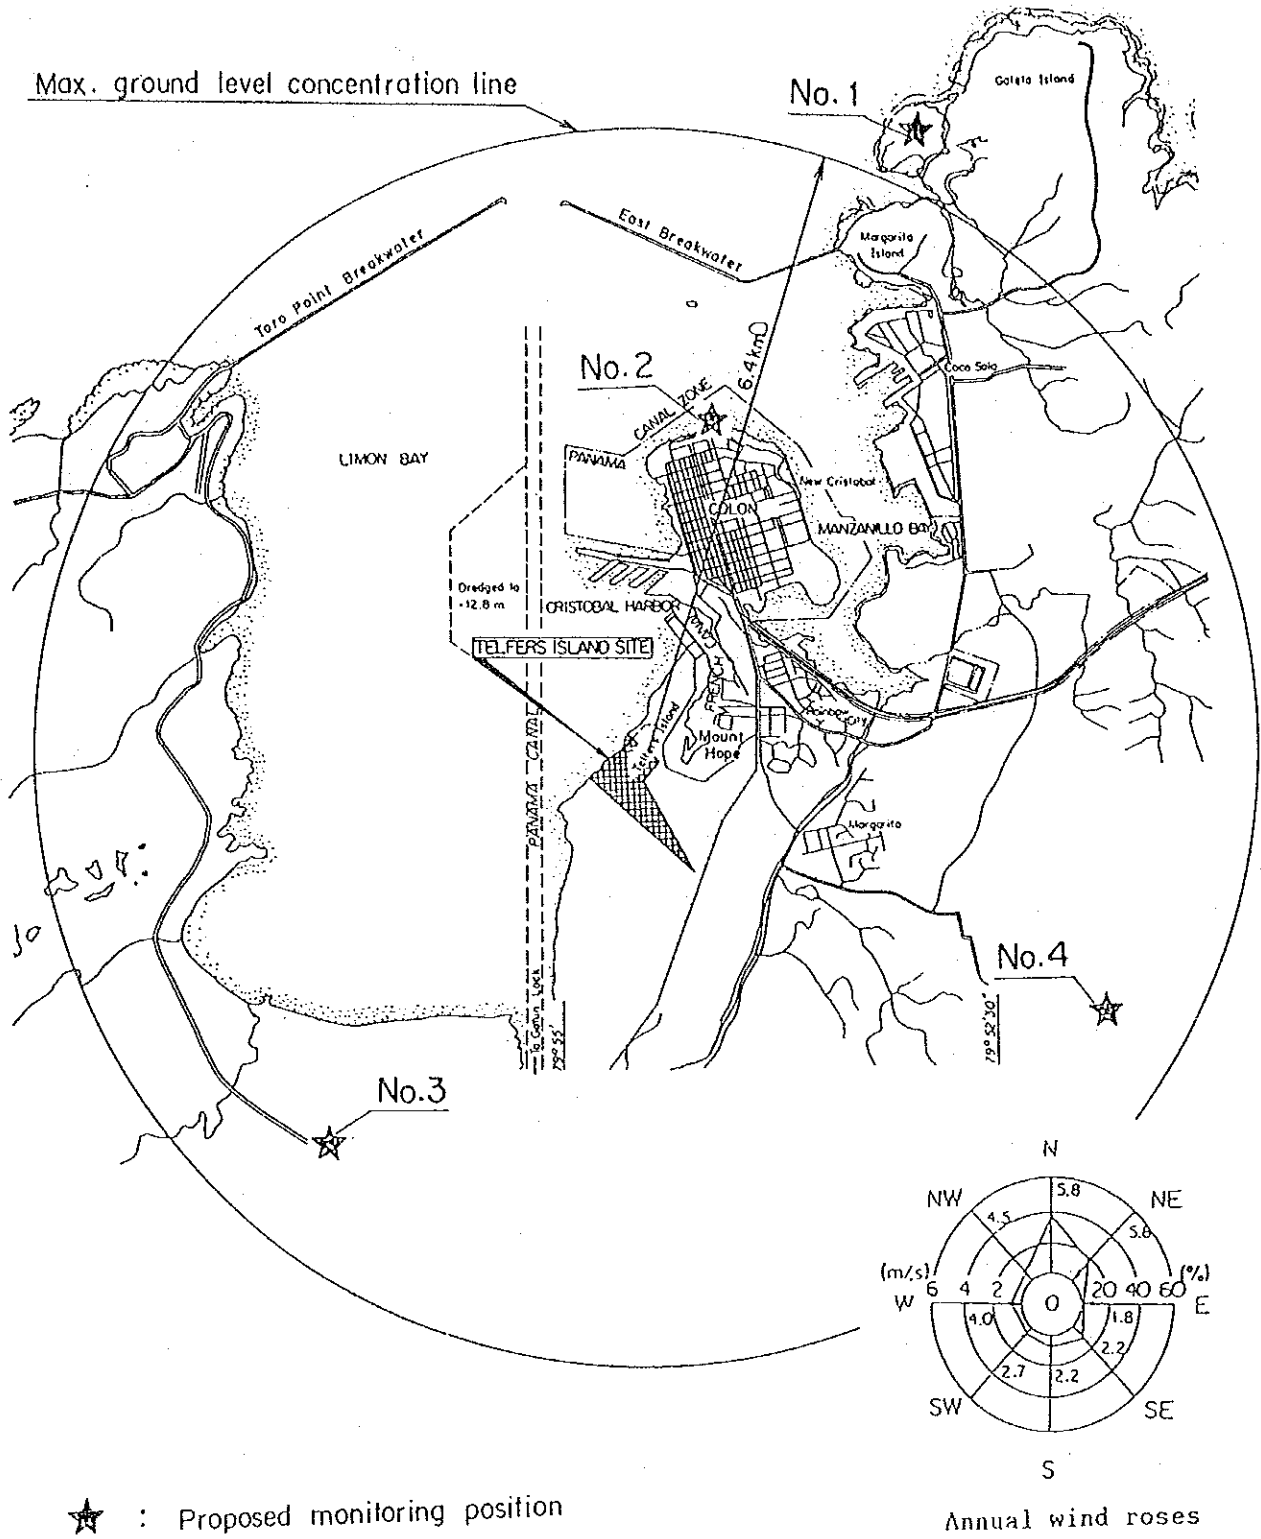 Max. ground level concentration line
No. 1
Galeta Island
Toro Point Breakwater
East Breakwater
Margarita
Island
6.4km
No.2
CANAL ZONE
Coco Solo
LIMON BAY
PANAMA
New Cristobal
COLON
MANZANILLO BAY
Dredged to
-12.8 m
CRISTOBAL HARBOR
FRENCH CANAL
TELFERS ISLAND SITE
Telfers Island
Rainbow City
Mount
Hope
PANAMA CANAL
Margarita
No.4
to Gatun Lock
79° 55'
79° 52' 30"
No.3
N
NW
NE
5.8
4.5
5.8
(m/s)
(%)
6 4 2
20 40 60
W
0
E
4.0
1.8
2.2
2.7
2.2
SW
SE
S
: Proposed monitoring position
Annual wind roses